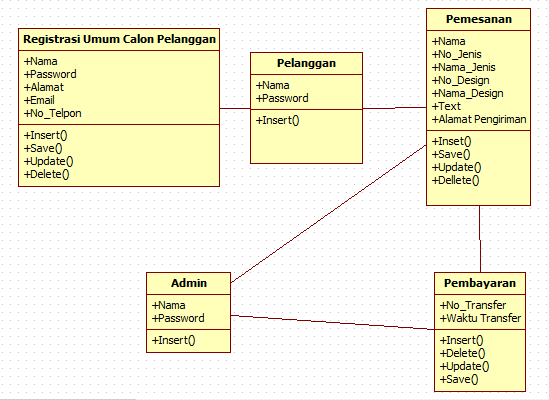 Registrasi Umum Calon Pelanggan
+Nama
+Password
+Alamat
+Email
+No_Telpon
+Insert()
+Save()
+Update()
+Delete()
Pelanggan
+Nama
+Password
+Insert()
Pemesanan
+Nama
+No_Jenis
+Nama_Jenis
+No_Design
+Nama_Design
+Text
+Alamat Pengiriman
+Inset()
+Save()
+Update()
+Dellete()
Admin
+Nama
+Password
+Insert()
Pembayaran
+No_Transfer
+Waktu Transfer
+Insert()
+Delete()
+Update()
+Save()